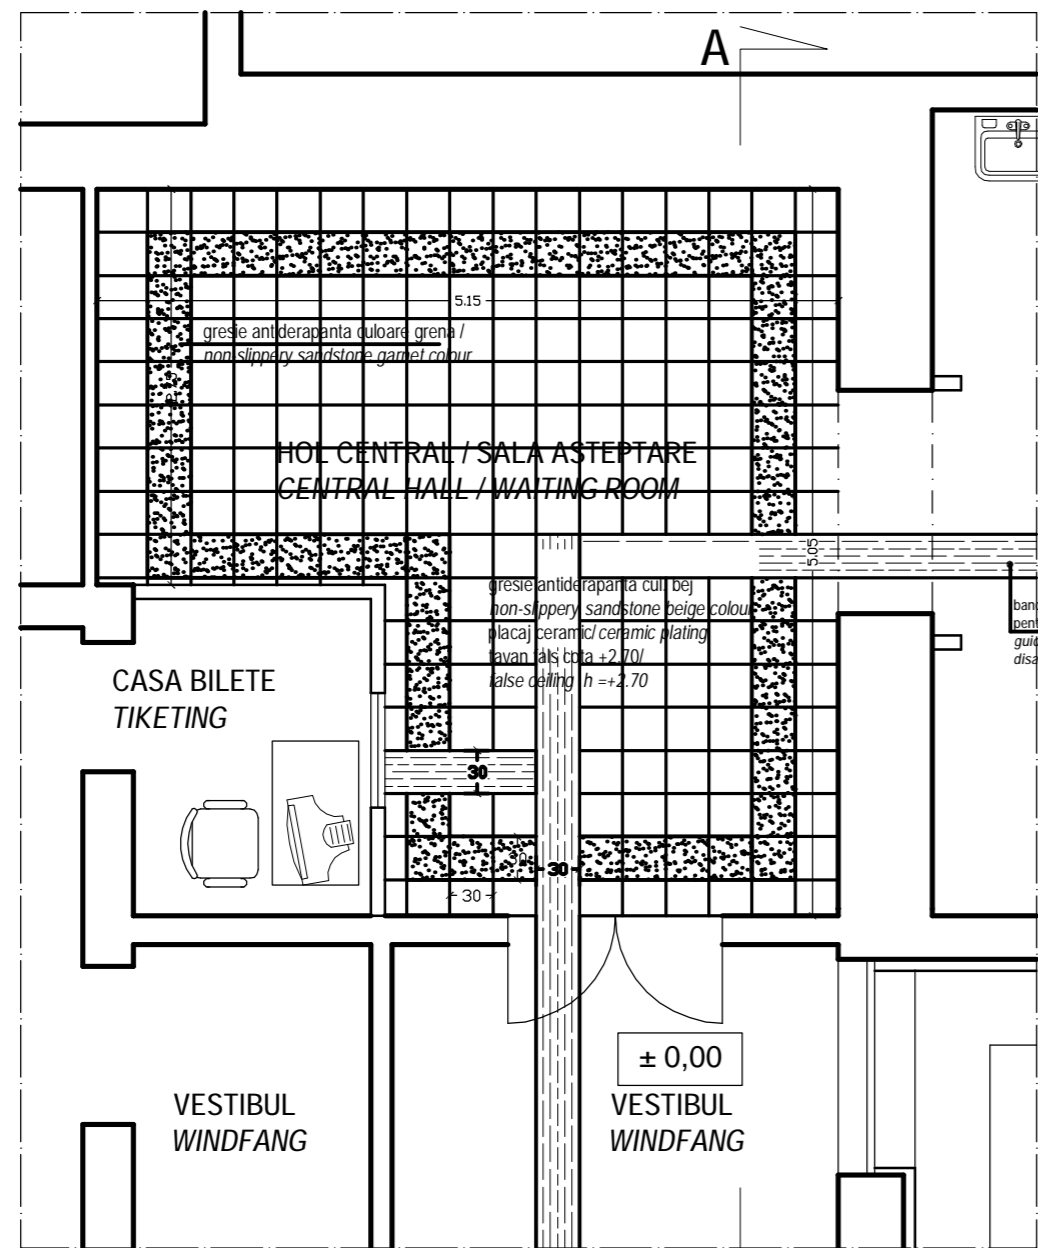 A
5.15
gresie antiderapanta culoare grena /
non-slippery sandstone garnet colour
HOL CENTRAL / SALA ASTEPTARE
CENTRAL HALL / WAITING ROOM
5.05
gresie antiderapanta cul. bej
non-slippery sandstone beige colour
placaj ceramic/ ceramic plating
tavan fals cota +2.70/
false ceiling h =+2.70
CASA BILETE
TIKETING
30
30
30
30
± 0,00
VESTIBUL
WINDFANG
VESTIBUL
WINDFANG